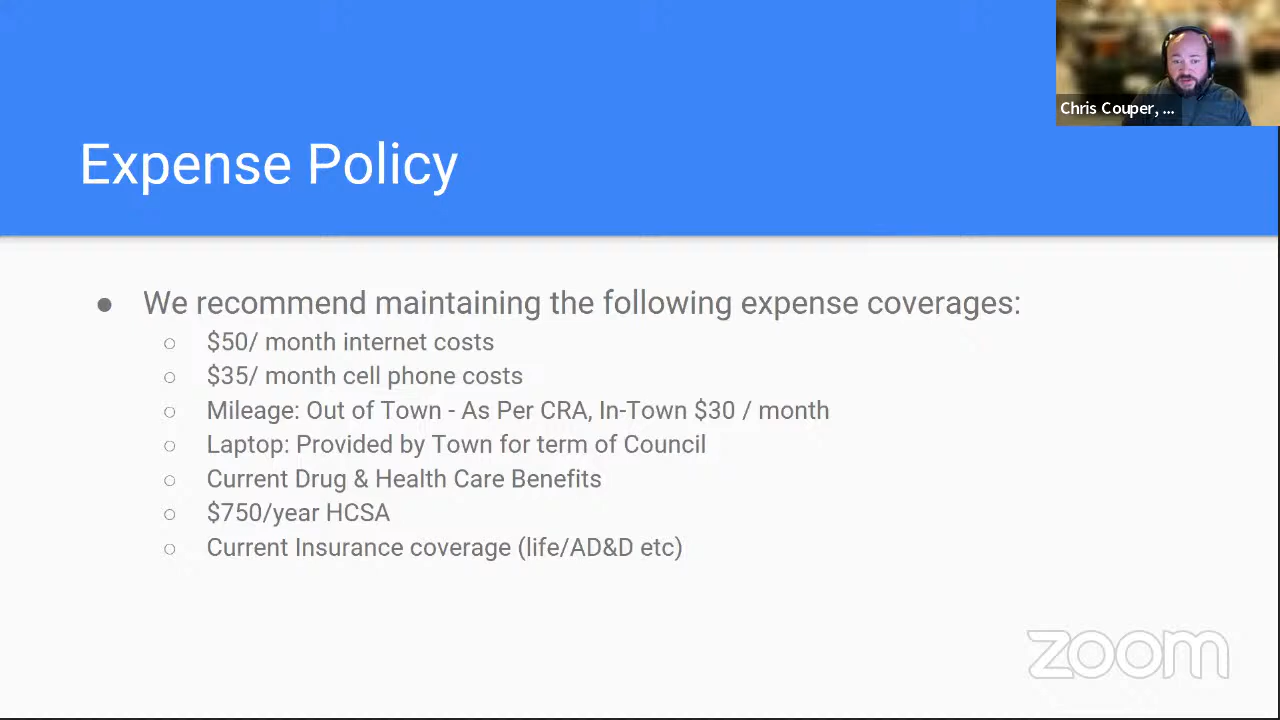 Chris Couper, ...
Expense Policy
● We recommend maintaining the following expense coverages:
○ $50/ month internet costs
○ $35/ month cell phone costs
○ Mileage: Out of Town - As Per CRA, In-Town $30 / month
○ Laptop: Provided by Town for term of Council
○ Current Drug & Health Care Benefits
○ $750/year HCSA
○ Current Insurance coverage (life/AD&D etc)
zoom